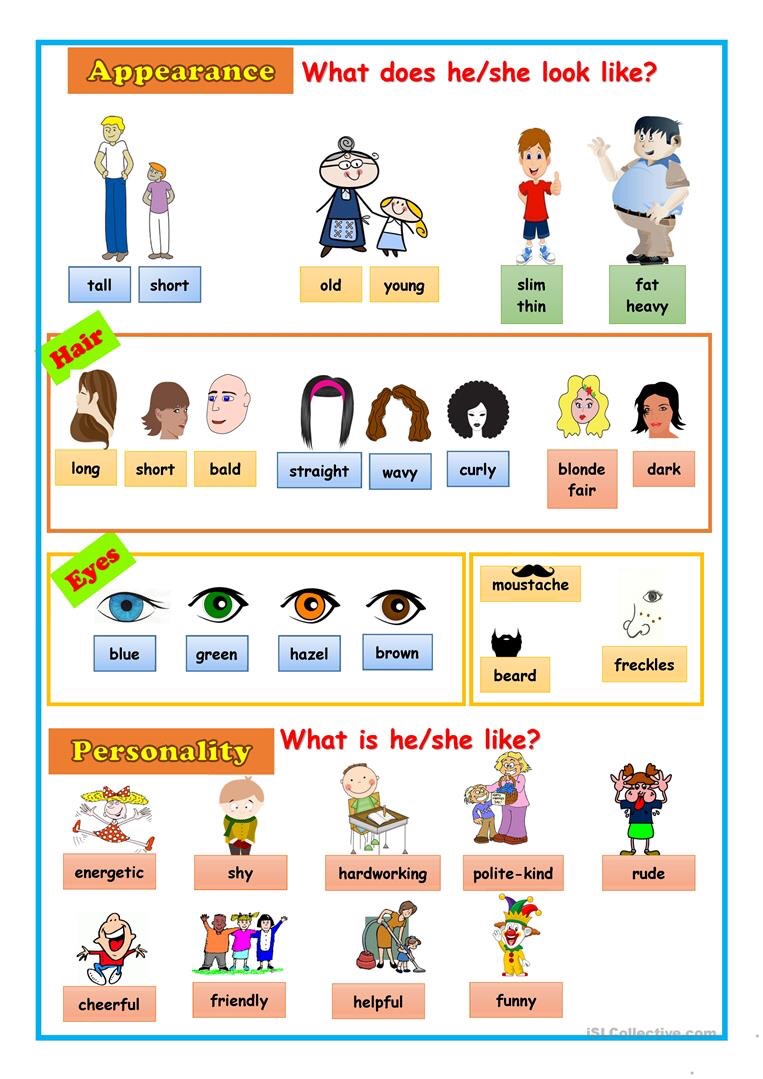 Appearance What does he/she look like?
tall short old young slim fat
thin heavy
Hair
long short bald straight wavy curly blonde dark
fair
Eyes
moustache
blue green hazel brown
beard freckles
Personality What is he/she like?
energetic shy hardworking polite-kind rude
cheerful friendly helpful funny
iSLCollective.com